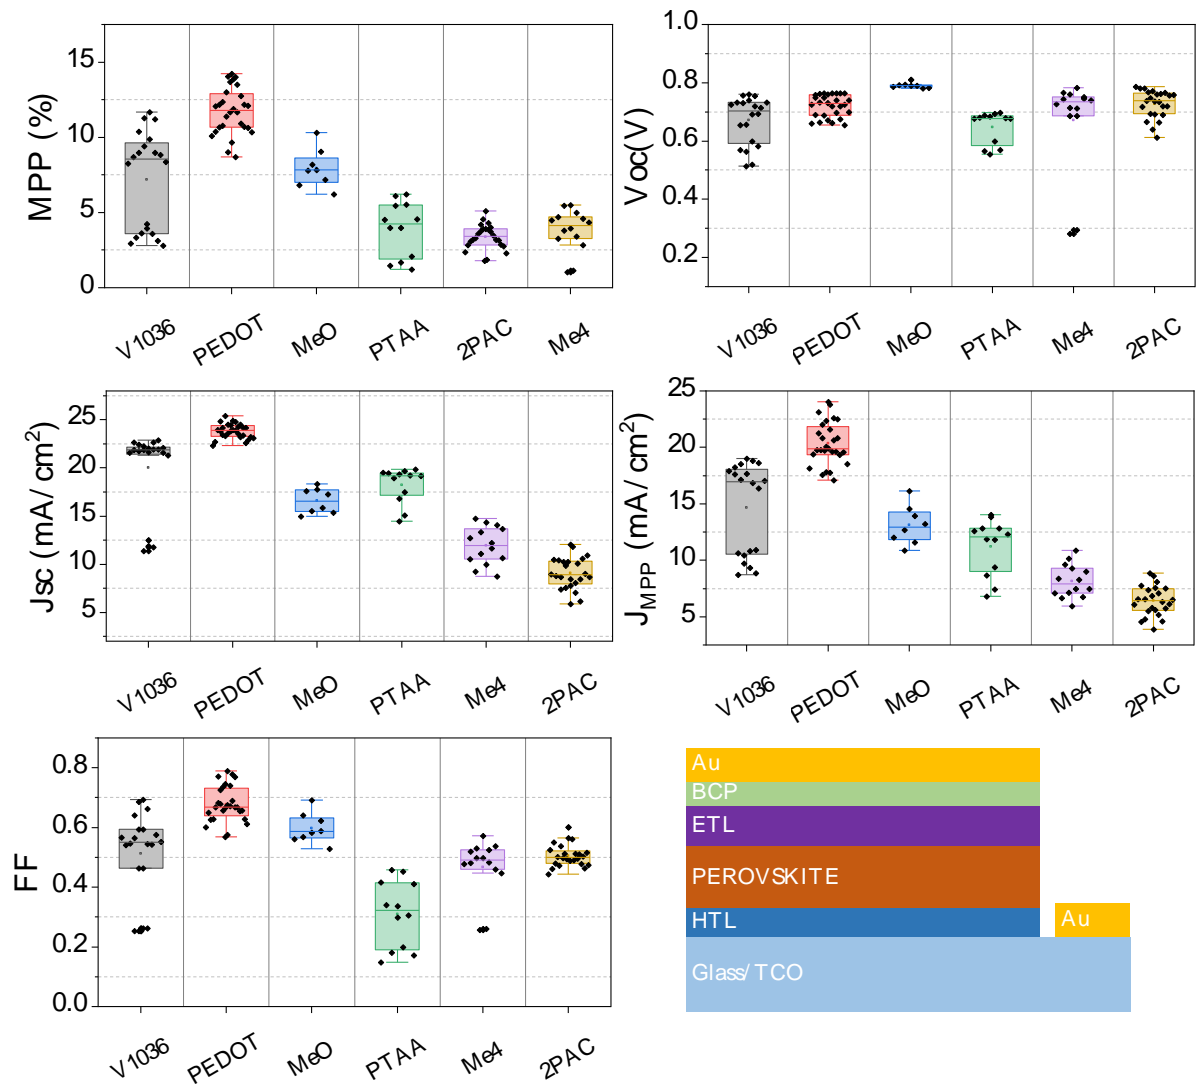 MPP (%)
15
10
5
0
V1036
PEDOT
MeO
PTAA
2PAC
Me4
Voc(V)
1.0
0.8
0.6
0.4
0.2
V1036
PEDOT
MeO
PTAA
Me4
2PAC
Jsc (mA/ cm²)
25
20
15
10
5
V1036
PEDOT
MeO
PTAA
Me4
2PAC
J_MPP (mA/ cm²)
25
20
15
10
5
V1036
PEDOT
MeO
PTAA
Me4
2PAC
FF
0.8
0.6
0.4
0.2
0.0
V1036
PEDOT
MeO
PTAA
Me4
2PAC
Au
BCP
ETL
PEROVSKITE
HTL
Au
Glass/ TCO